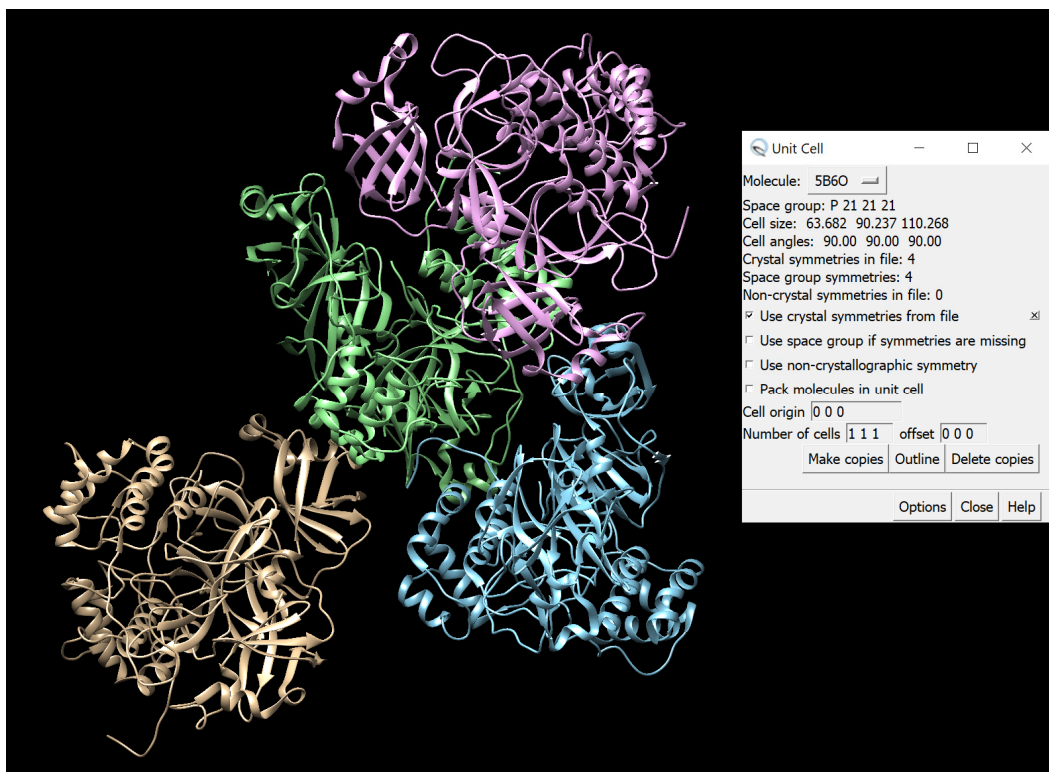 Unit Cell
Molecule: 5B6O
Space group: P 21 21 21
Cell size: 63.682 90.237 110.268
Cell angles: 90.00 90.00 90.00
Crystal symmetries in file: 4
Space group symmetries: 4
Non-crystal symmetries in file: 0
Use crystal symmetries from file
Use space group if symmetries are missing
Use non-crystallographic symmetry
Pack molecules in unit cell
Cell origin 0 0 0
Number of cells 1 1 1 offset 0 0 0
Make copies Outline Delete copies
Options Close Help